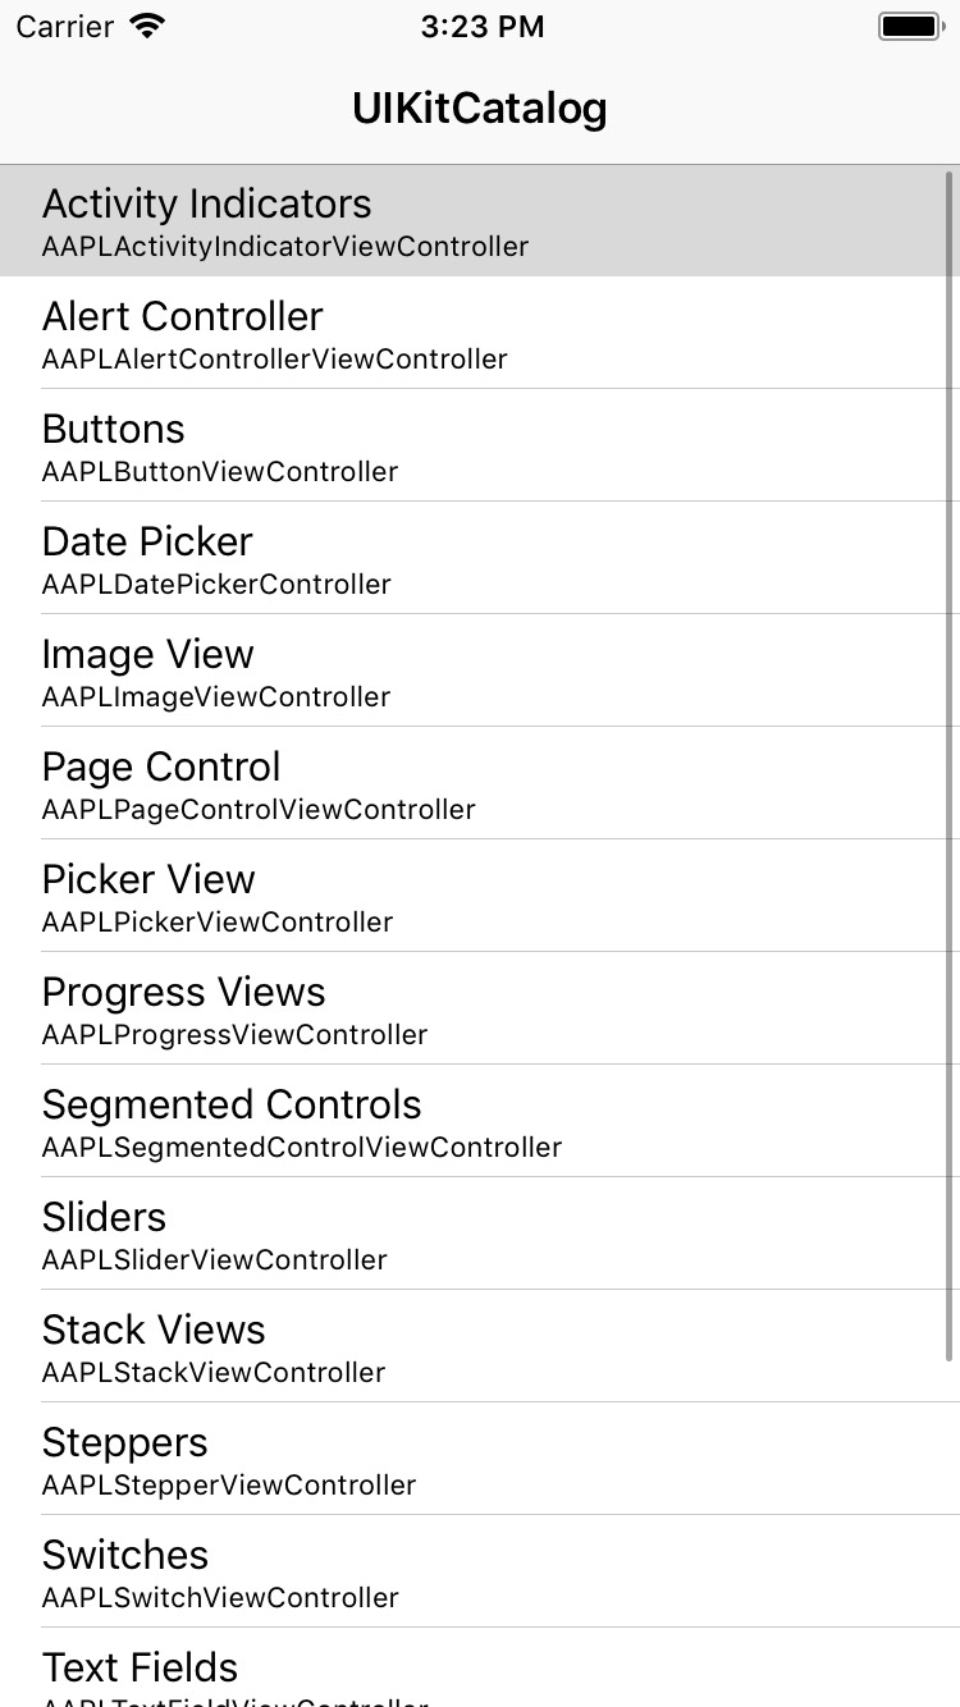 Carrier 3:23 PM
UIKitCatalog
Activity Indicators
AAPLActivityIndicatorViewController
Alert Controller
AAPLAlertControllerViewController
Buttons
AAPLButtonViewController
Date Picker
AAPLDatePickerController
Image View
AAPLImageViewController
Page Control
AAPLPageControlViewController
Picker View
AAPLPickerViewController
Progress Views
AAPLProgressViewController
Segmented Controls
AAPLSegmentedControlViewController
Sliders
AAPLSliderViewController
Stack Views
AAPLStackViewController
Steppers
AAPLStepperViewController
Switches
AAPLSwitchViewController
Text Fields
AAPLTextFieldViewController